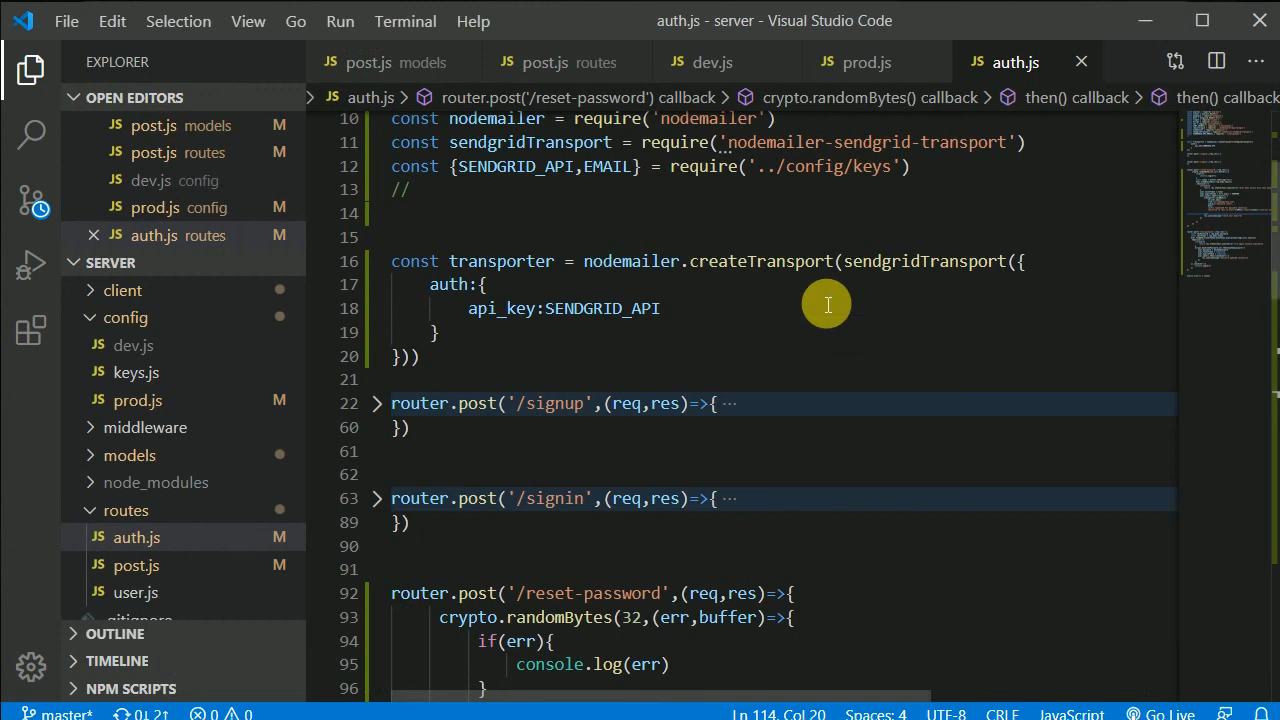 File Edit Selection View Go Run Terminal Help auth.js - server - Visual Studio Code
EXPLORER
JS post.js models JS post.js routes JS dev.js JS prod.js JS auth.js
OPEN EDITORS
JS auth.js router.post('/reset-password') callback crypto.randomBytes() callback then() callback then() callback
JS post.js models M
JS post.js routes M
JS dev.js config
JS prod.js config M
JS auth.js routes M
SERVER
client
config
JS dev.js
JS keys.js
JS prod.js M
middleware
models
node_modules
routes
JS auth.js M
JS post.js M
JS user.js
.gitignore
OUTLINE
TIMELINE
NPM SCRIPTS
10 const nodemailer = require('nodemailer')
11 const sendgridTransport = require('nodemailer-sendgrid-transport')
12 const {SENDGRID_API,EMAIL} = require('../config/keys')
13 //
14
15
16 const transporter = nodemailer.createTransport(sendgridTransport({
17 auth:{
18 api_key:SENDGRID_API
19 }
20 }))
21
22 router.post('/signup',(req,res)=>{ ···
60 })
61
62
63 router.post('/signin',(req,res)=>{ ···
89 })
90
91
92 router.post('/reset-password',(req,res)=>{
93 crypto.randomBytes(32,(err,buffer)=>{
94 if(err){
95 console.log(err)
96 }
master* 0↓ 2↑ 0 0 Ln 114, Col 20 Spaces: 4 UTF-8 CRLF JavaScript Go Live